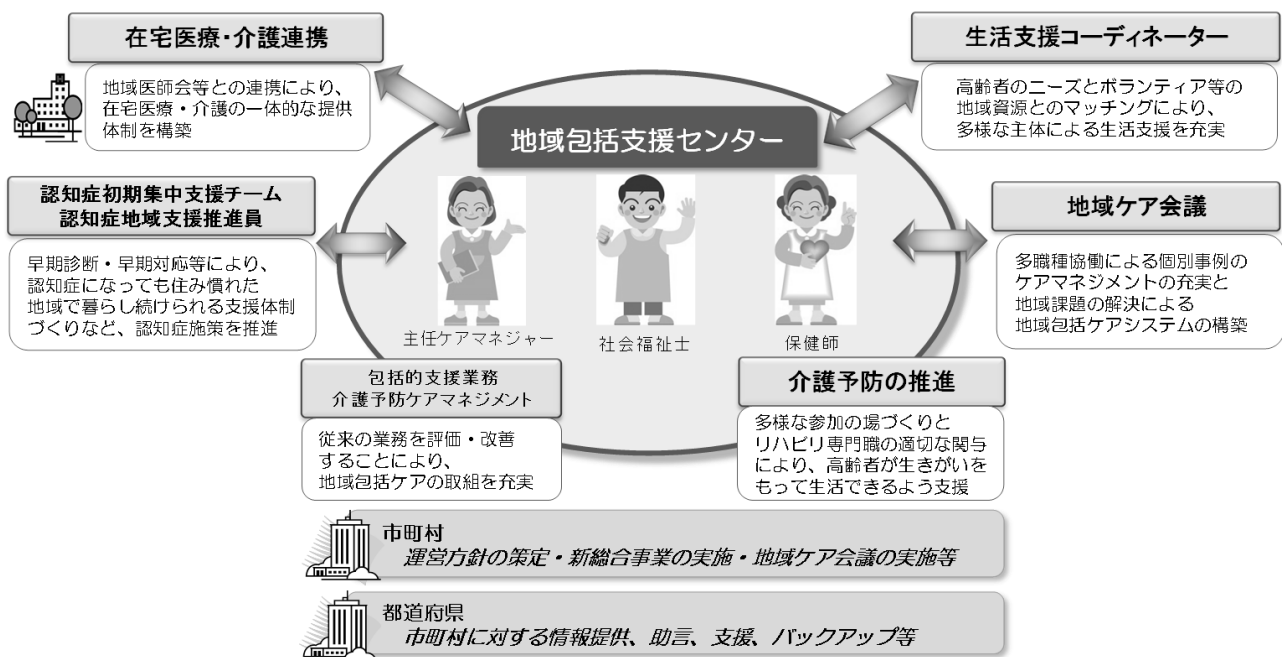 在宅医療・介護連携
地域医師会等との連携により、
在宅医療・介護の一体的な提供
体制を構築
生活支援コーディネーター
高齢者のニーズとボランティア等の
地域資源とのマッチングにより、
多様な主体による生活支援を充実
地域包括支援センター
認知症初期集中支援チーム
認知症地域支援推進員
早期診断・早期対応等により、
認知症になっても住み慣れた
地域で暮らし続けられる支援体制
づくりなど、認知症施策を推進
地域ケア会議
多職種協働による個別事例の
ケアマネジメントの充実と
地域課題の解決による
地域包括ケアシステムの構築
主任ケアマネジャー
社会福祉士
保健師
包括的支援業務
介護予防ケアマネジメント
従来の業務を評価・改善
することにより、
地域包括ケアの取組を充実
介護予防の推進
多様な参加の場づくりと
リハビリ専門職の適切な関与
により、高齢者が生きがいを
もって生活できるよう支援
市町村
運営方針の策定・新総合事業の実施・地域ケア会議の実施等
都道府県
市町村に対する情報提供、助言、支援、バックアップ等